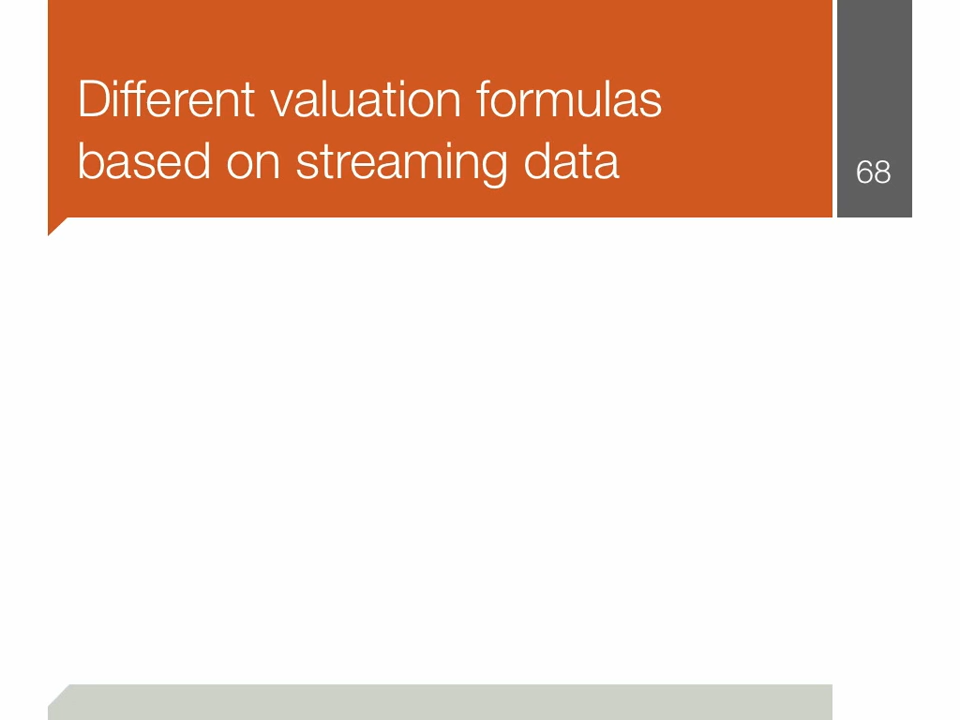 Different valuation formulas
based on streaming data
68